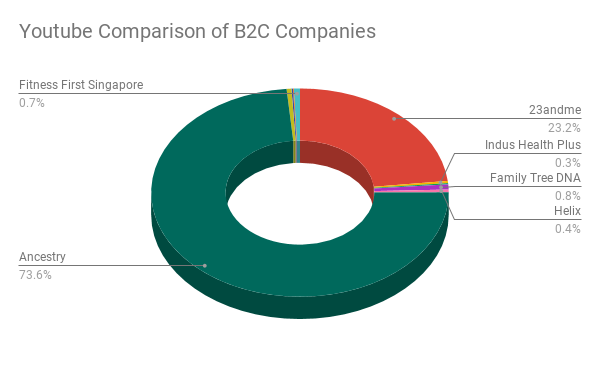 Youtube Comparison of B2C Companies
Fitness First Singapore
0.7%
23andme
23.2%
Indus Health Plus
0.3%
Family Tree DNA
0.8%
Helix
0.4%
Ancestry
73.6%